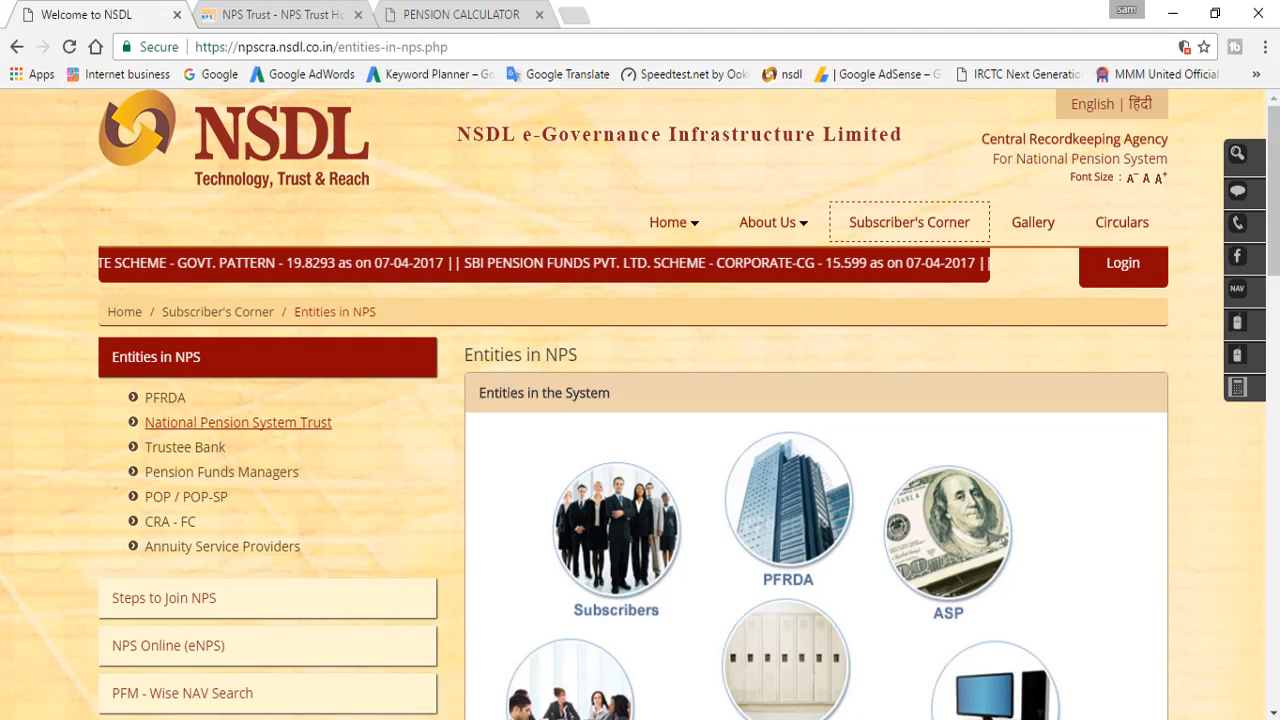 Welcome to NSDL
NPS Trust - NPS Trust Ho
PENSION CALCULATOR
sam
Secure
https://npscra.nsdl.co.in/entities-in-nps.php
Apps
Internet business
Google
Google AdWords
Keyword Planner – Go
Google Translate
Speedtest.net by Ookl
nsdl
| Google AdSense – G
IRCTC Next Generatio
MMM United Official
NSDL
Technology, Trust & Reach
NSDL e-Governance Infrastructure Limited
English | हिंदी
Central Recordkeeping Agency
For National Pension System
Font Size : A- A A+
Home
About Us
Subscriber's Corner
Gallery
Circulars
TE SCHEME - GOVT. PATTERN - 19.8293 as on 07-04-2017 || SBI PENSION FUNDS PVT. LTD. SCHEME - CORPORATE-CG - 15.599 as on 07-04-2017 ||
Login
NAV
Home / Subscriber's Corner / Entities in NPS
Entities in NPS
PFRDA
National Pension System Trust
Trustee Bank
Pension Funds Managers
POP / POP-SP
CRA - FC
Annuity Service Providers
Steps to Join NPS
NPS Online (eNPS)
PFM - Wise NAV Search
Entities in NPS
Entities in the System
Subscribers
PFRDA
ASP